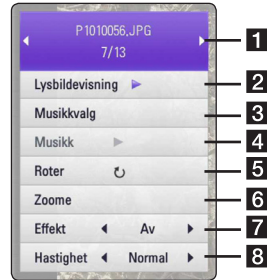 P1010056.JPG
7/13
1
Lysbildevisning
2
Musikkvalg
3
Musikk
4
Roter
5
Zoome
6
Effekt Av
7
Hastighet Normal
8